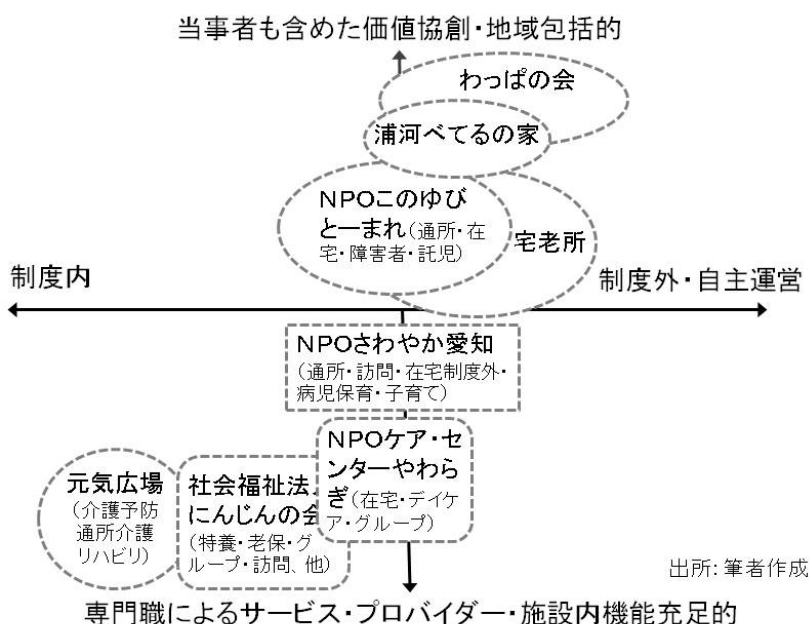 当事者も含めた価値協創・地域包括的
わっぱの会
浦河べてるの家
NPOこのゆび
とーまれ(通所・在
宅・障害者・託児)
宅老所
制度内
制度外・自主運営
NPOさわやか愛知
(通所・訪問・在宅制度外・
病児保育・子育て)
NPOケア・セ
ンターやわら
ぎ(在宅・デイケ
ア・グループ)
元気広場
(介護予防
通所介護
リハビリ)
社会福祉法人
にんじんの会
(特養・老保・グ
ループ・訪問、他)
出所:筆者作成
専門職によるサービス・プロバイダー・施設内機能充足的